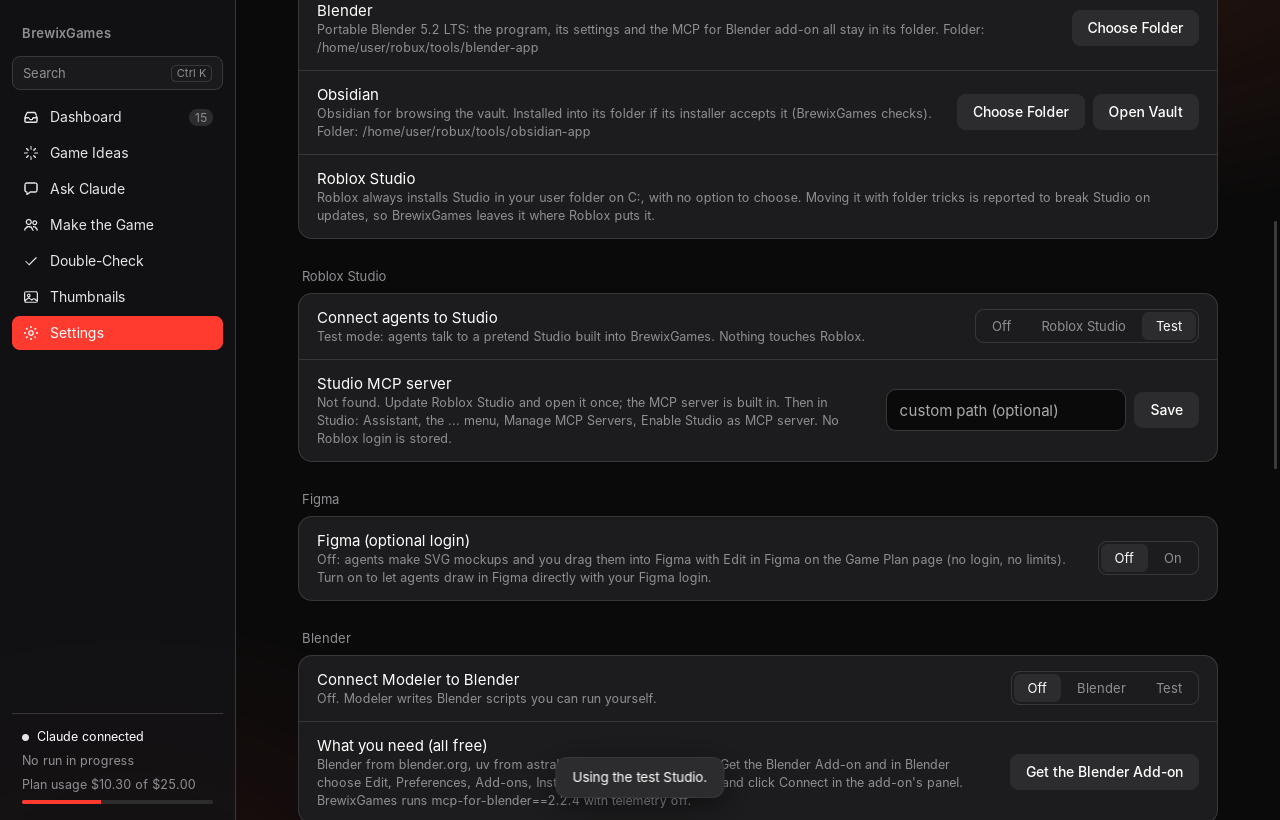 BrewixGames
Search
Ctrl K
Dashboard
15
Game Ideas
Ask Claude
Make the Game
Double-Check
Thumbnails
Settings
Claude connected
No run in progress
Plan usage $10.30 of $25.00
Blender
Portable Blender 5.2 LTS: the program, its settings and the MCP for Blender add-on all stay in its folder. Folder:
/home/user/robux/tools/blender-app
Choose Folder
Obsidian
Obsidian for browsing the vault. Installed into its folder if its installer accepts it (BrewixGames checks).
Folder: /home/user/robux/tools/obsidian-app
Choose Folder
Open Vault
Roblox Studio
Roblox always installs Studio in your user folder on C:, with no option to choose. Moving it with folder tricks is reported to break Studio on
updates, so BrewixGames leaves it where Roblox puts it.
Roblox Studio
Connect agents to Studio
Test mode: agents talk to a pretend Studio built into BrewixGames. Nothing touches Roblox.
Off
Roblox Studio
Test
Studio MCP server
Not found. Update Roblox Studio and open it once; the MCP server is built in. Then in
Studio: Assistant, the ... menu, Manage MCP Servers, Enable Studio as MCP server. No
Roblox login is stored.
custom path (optional)
Save
Figma
Figma (optional login)
Off: agents make SVG mockups and you drag them into Figma with Edit in Figma on the Game Plan page (no login, no limits).
Turn on to let agents draw in Figma directly with your Figma login.
Off
On
Blender
Connect Modeler to Blender
Off. Modeler writes Blender scripts you can run yourself.
Off
Blender
Test
What you need (all free)
Blender from blender.org, uv from astral Get the Blender Add-on and in Blender
choose Edit, Preferences, Add-ons, and click Connect in the add-on's panel.
BrewixGames runs mcp-for-blender==2.2.4 with telemetry off.
Get the Blender Add-on
Using the test Studio.